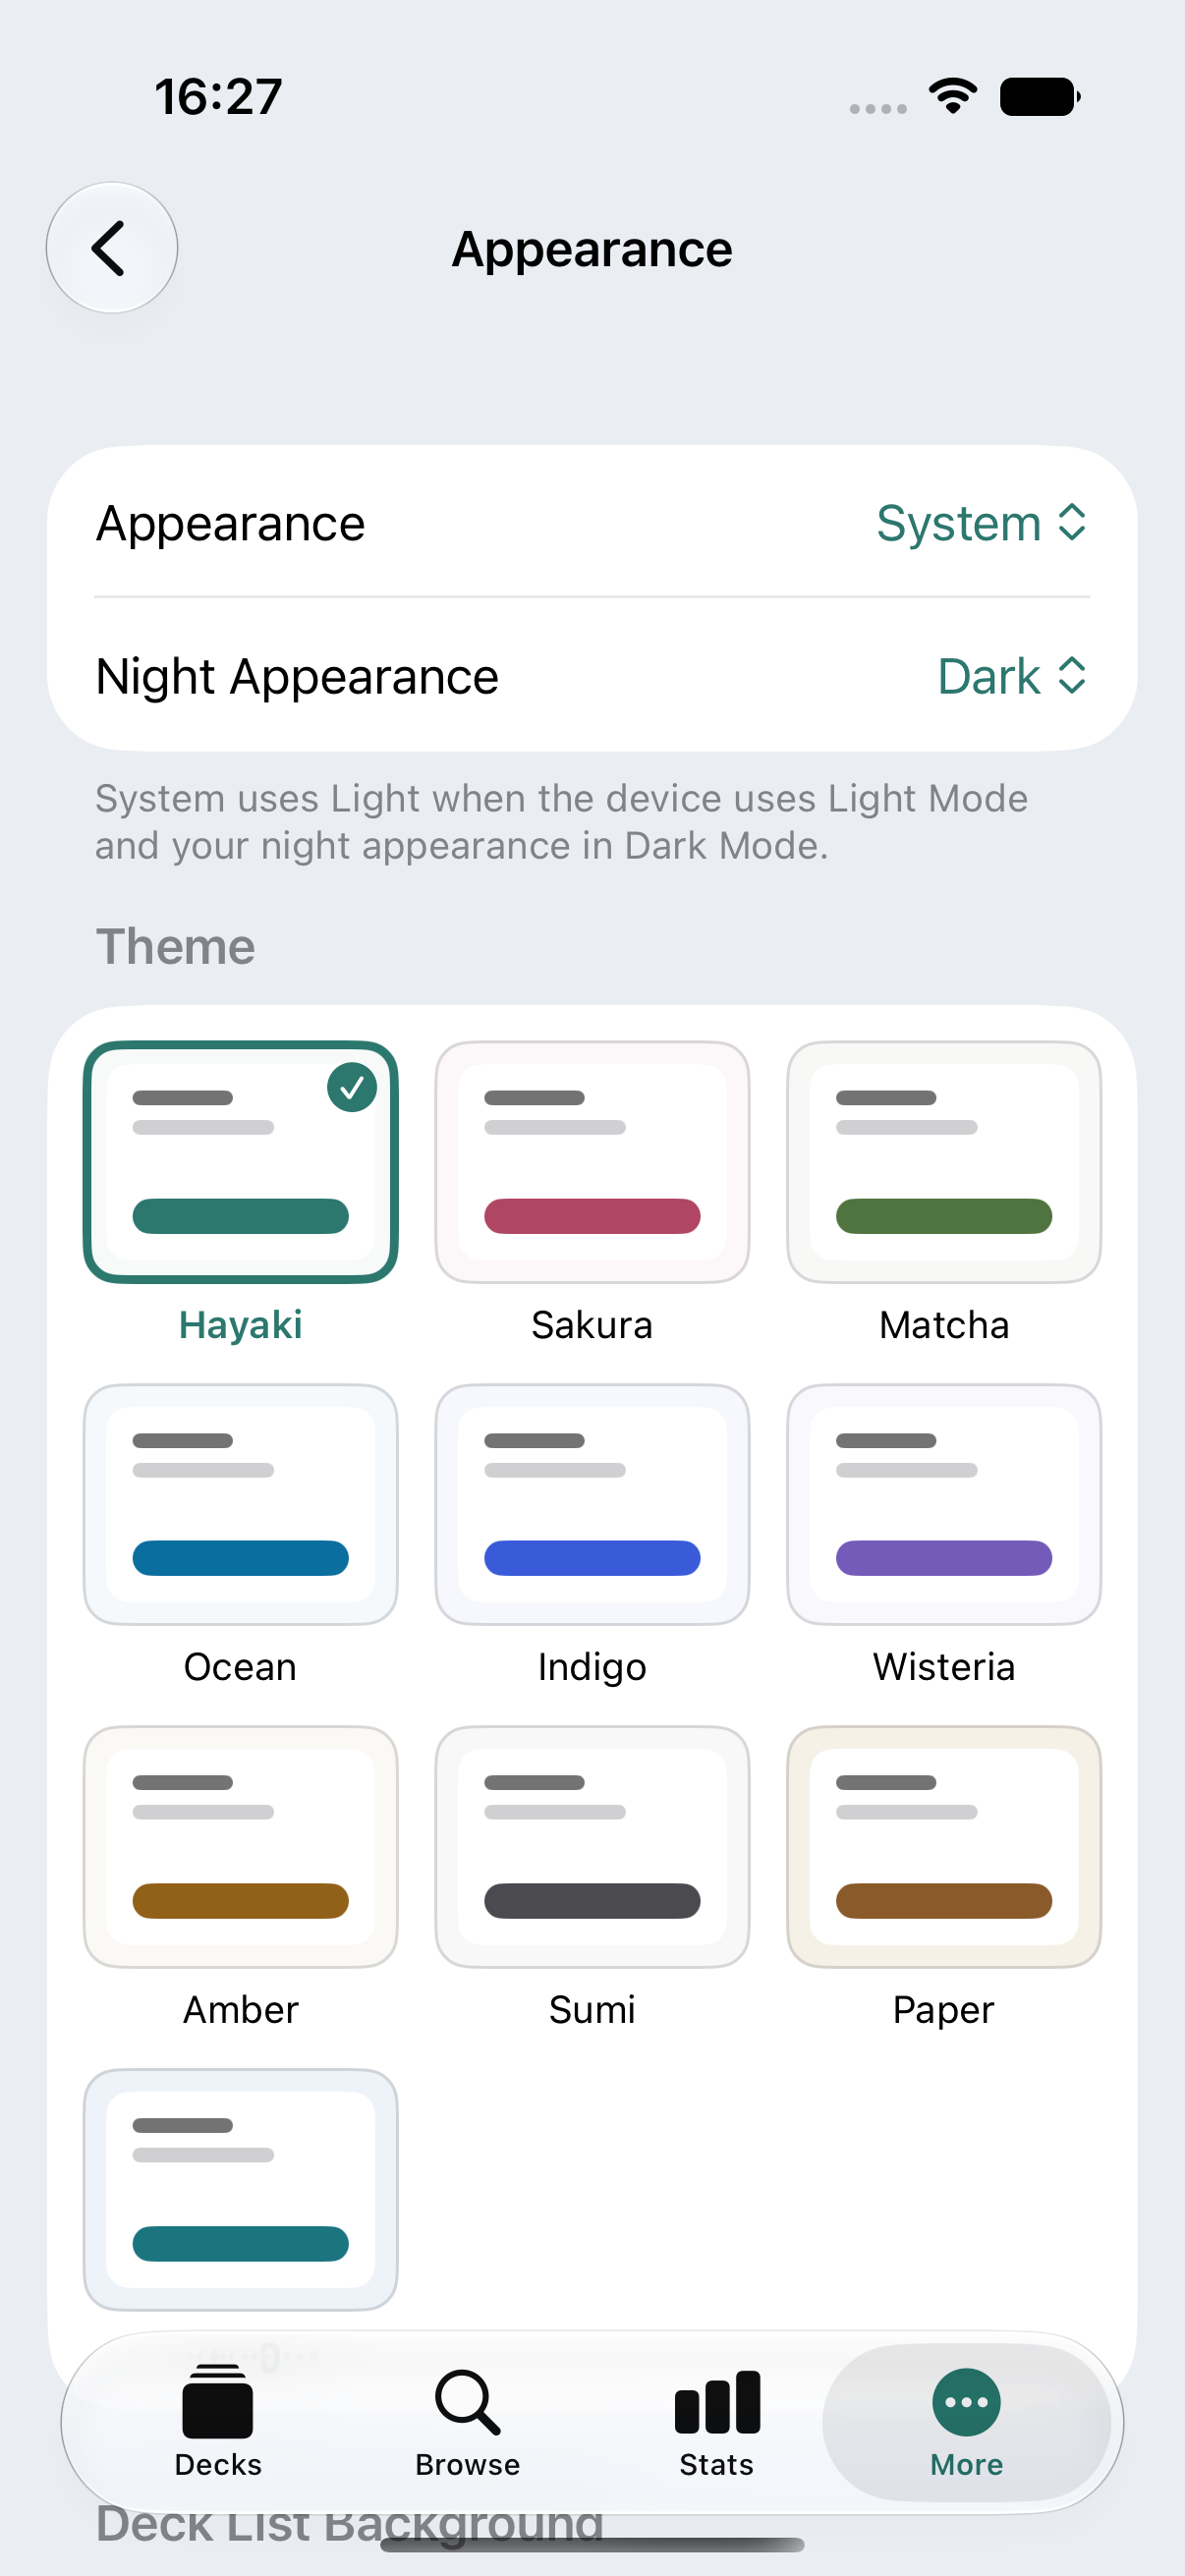 16:27
Appearance
Appearance System
Night Appearance Dark
System uses Light when the device uses Light Mode
and your night appearance in Dark Mode.
Theme
Hayaki Sakura Matcha
Ocean Indigo Wisteria
Amber Sumi Paper
Decks Browse Stats More
Deck List Background